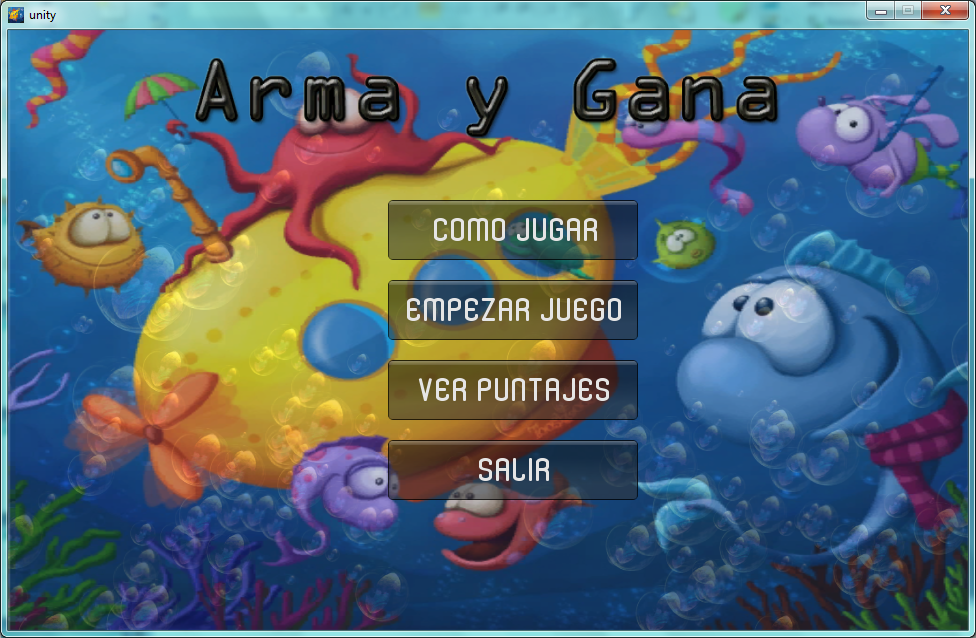 unity
Arma y Gana
COMO JUGAR
EMPEZAR JUEGO
VER PUNTAJES
SALIR